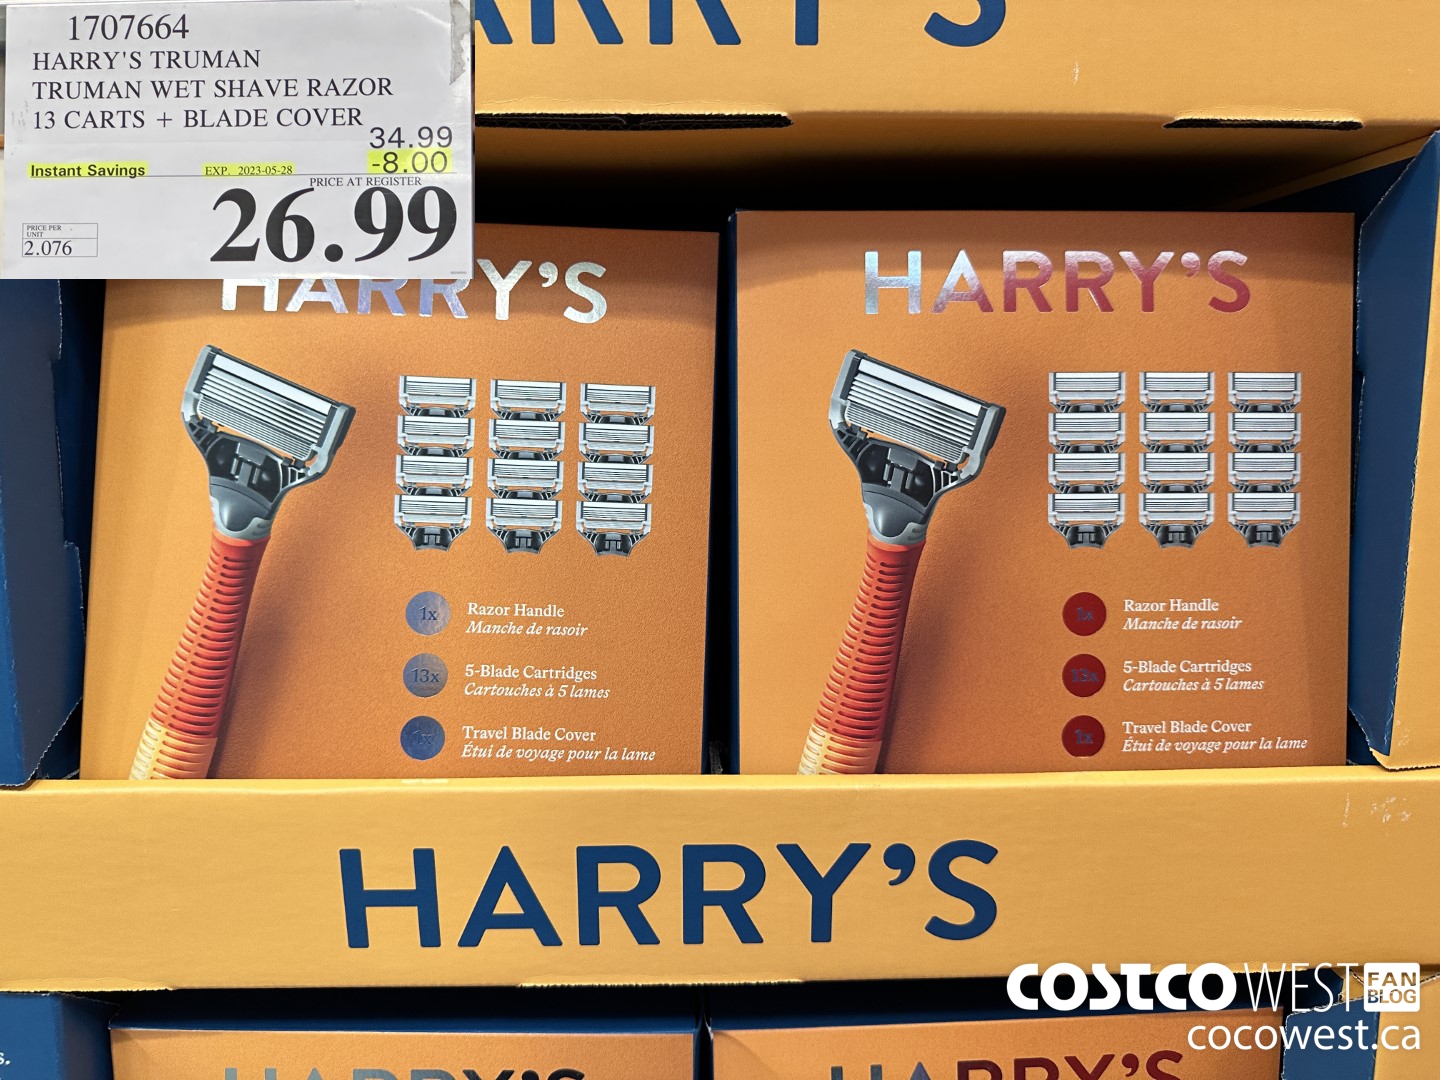 ARRY'S
1707664
HARRY'S TRUMAN
TRUMAN WET SHAVE RAZOR
13 CARTS + BLADE COVER
34.99
Instant Savings EXP. 2023-05-28 -8.00
PRICE AT REGISTER
26.99
PRICE PER
UNIT
2.076
HARRY'S
1x Razor Handle
Manche de rasoir
13x 5-Blade Cartridges
Cartouches à 5 lames
1x Travel Blade Cover
Étui de voyage pour la lame
HARRY'S
1x Razor Handle
Manche de rasoir
13x 5-Blade Cartridges
Cartouches à 5 lames
1x Travel Blade Cover
Étui de voyage pour la lame
HARRY'S
COSTCO WEST FAN BLOG
cocowest.ca
s.
HARRY'S
HARRY'S